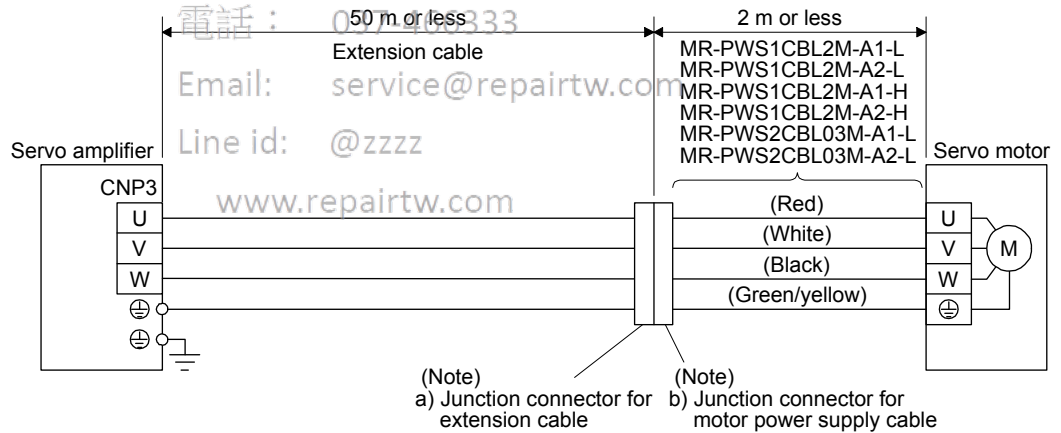 電話： 037-466333
50 m or less
2 m or less
Extension cable
MR-PWS1CBL2M-A1-L
MR-PWS1CBL2M-A2-L
MR-PWS1CBL2M-A1-H
MR-PWS1CBL2M-A2-H
MR-PWS2CBL03M-A1-L
MR-PWS2CBL03M-A2-L
Email: service@repairtw.com
Line id: @zzzz
www.repairtw.com
Servo amplifier
Servo motor
CNP3
U
V
W
(Red)
(White)
(Black)
(Green/yellow)
U
V
W
M
(Note)
a) Junction connector for
extension cable
(Note)
b) Junction connector for
motor power supply cable